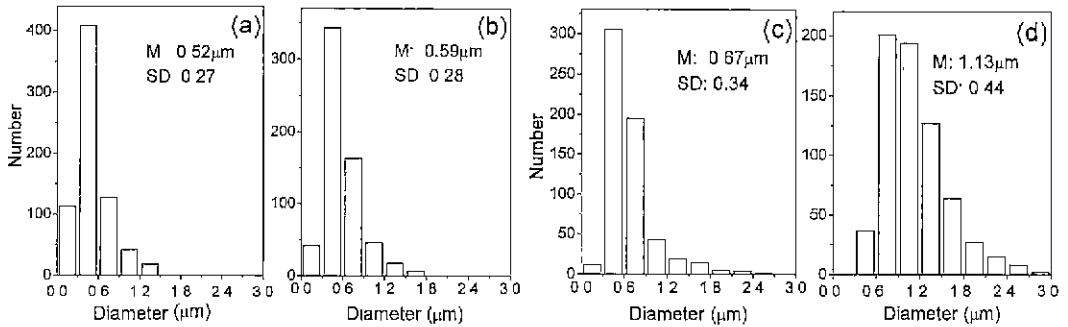 (a)
M 0 52μm
SD 0 27
400
300
200
100
0
Number
0 0 0 6 1 2 1 8 2 4 3 0
Diameter (μm)
(b)
M· 0.59μm
SD 0 28
300
200
100
0
0 0 0 6 1 2 1 8 2 4 3 0
Diameter (μm)
(c)
M: 0 67μm
SD: 0.34
300
250
200
150
100
50
0
Number
0 0 0 6 1 2 1 8 2 4 3 0
Diameter (μm)
(d)
M: 1.13μm
SD· 0 44
200
150
100
50
0
0 0 0 6 1 2 1 8 2 4 3 0
Diameter (μm)